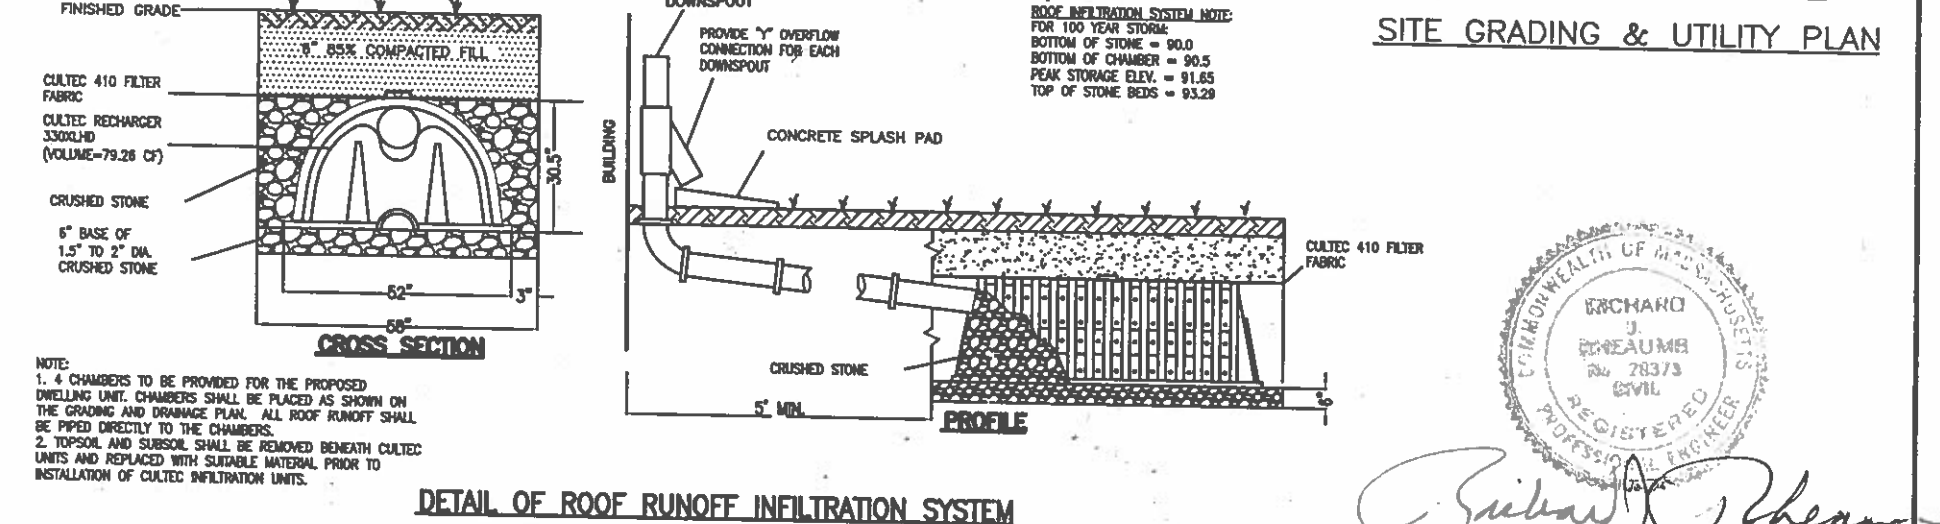 FINISHED GRADE
6" 85% COMPACTED FILL
CULTEC 410 FILTER
FABRIC
CULTEC RECHARGER
330XLHD
(VOLUME=79.26 CF)
CRUSHED STONE
6" BASE OF
1.5" TO 2" DIA.
CRUSHED STONE
30.5"
52"
3"
58"
CROSS SECTION
NOTE:
1. 4 CHAMBERS TO BE PROVIDED FOR THE PROPOSED
DWELLING UNIT. CHAMBERS SHALL BE PLACED AS SHOWN ON
THE GRADING AND DRAINAGE PLAN. ALL ROOF RUNOFF SHALL
BE PIPED DIRECTLY TO THE CHAMBERS.
2. TOPSOIL AND SUBSOIL SHALL BE REMOVED BENEATH CULTEC
UNITS AND REPLACED WITH SUITABLE MATERIAL PRIOR TO
INSTALLATION OF CULTEC INFILTRATION UNITS.
DOWNSPOUT
PROVIDE "Y" OVERFLOW
CONNECTION FOR EACH
DOWNSPOUT
BUILDING
CONCRETE SPLASH PAD
CRUSHED STONE
5' MIN.
PROFILE
6"
CULTEC 410 FILTER
FABRIC
ROOF INFILTRATION SYSTEM NOTE:
FOR 100 YEAR STORM:
BOTTOM OF STONE = 90.0
BOTTOM OF CHAMBER = 90.5
PEAK STORAGE ELEV. = 91.65
TOP OF STONE BEDS = 93.29
DETAIL OF ROOF RUNOFF INFILTRATION SYSTEM
SITE GRADING & UTILITY PLAN
COMMONWEALTH OF MASSACHUSETTS
RICHARD
J.
RHEAUME
No. 28373
CIVIL
REGISTERED
PROFESSIONAL ENGINEER
Richard J Rheaume